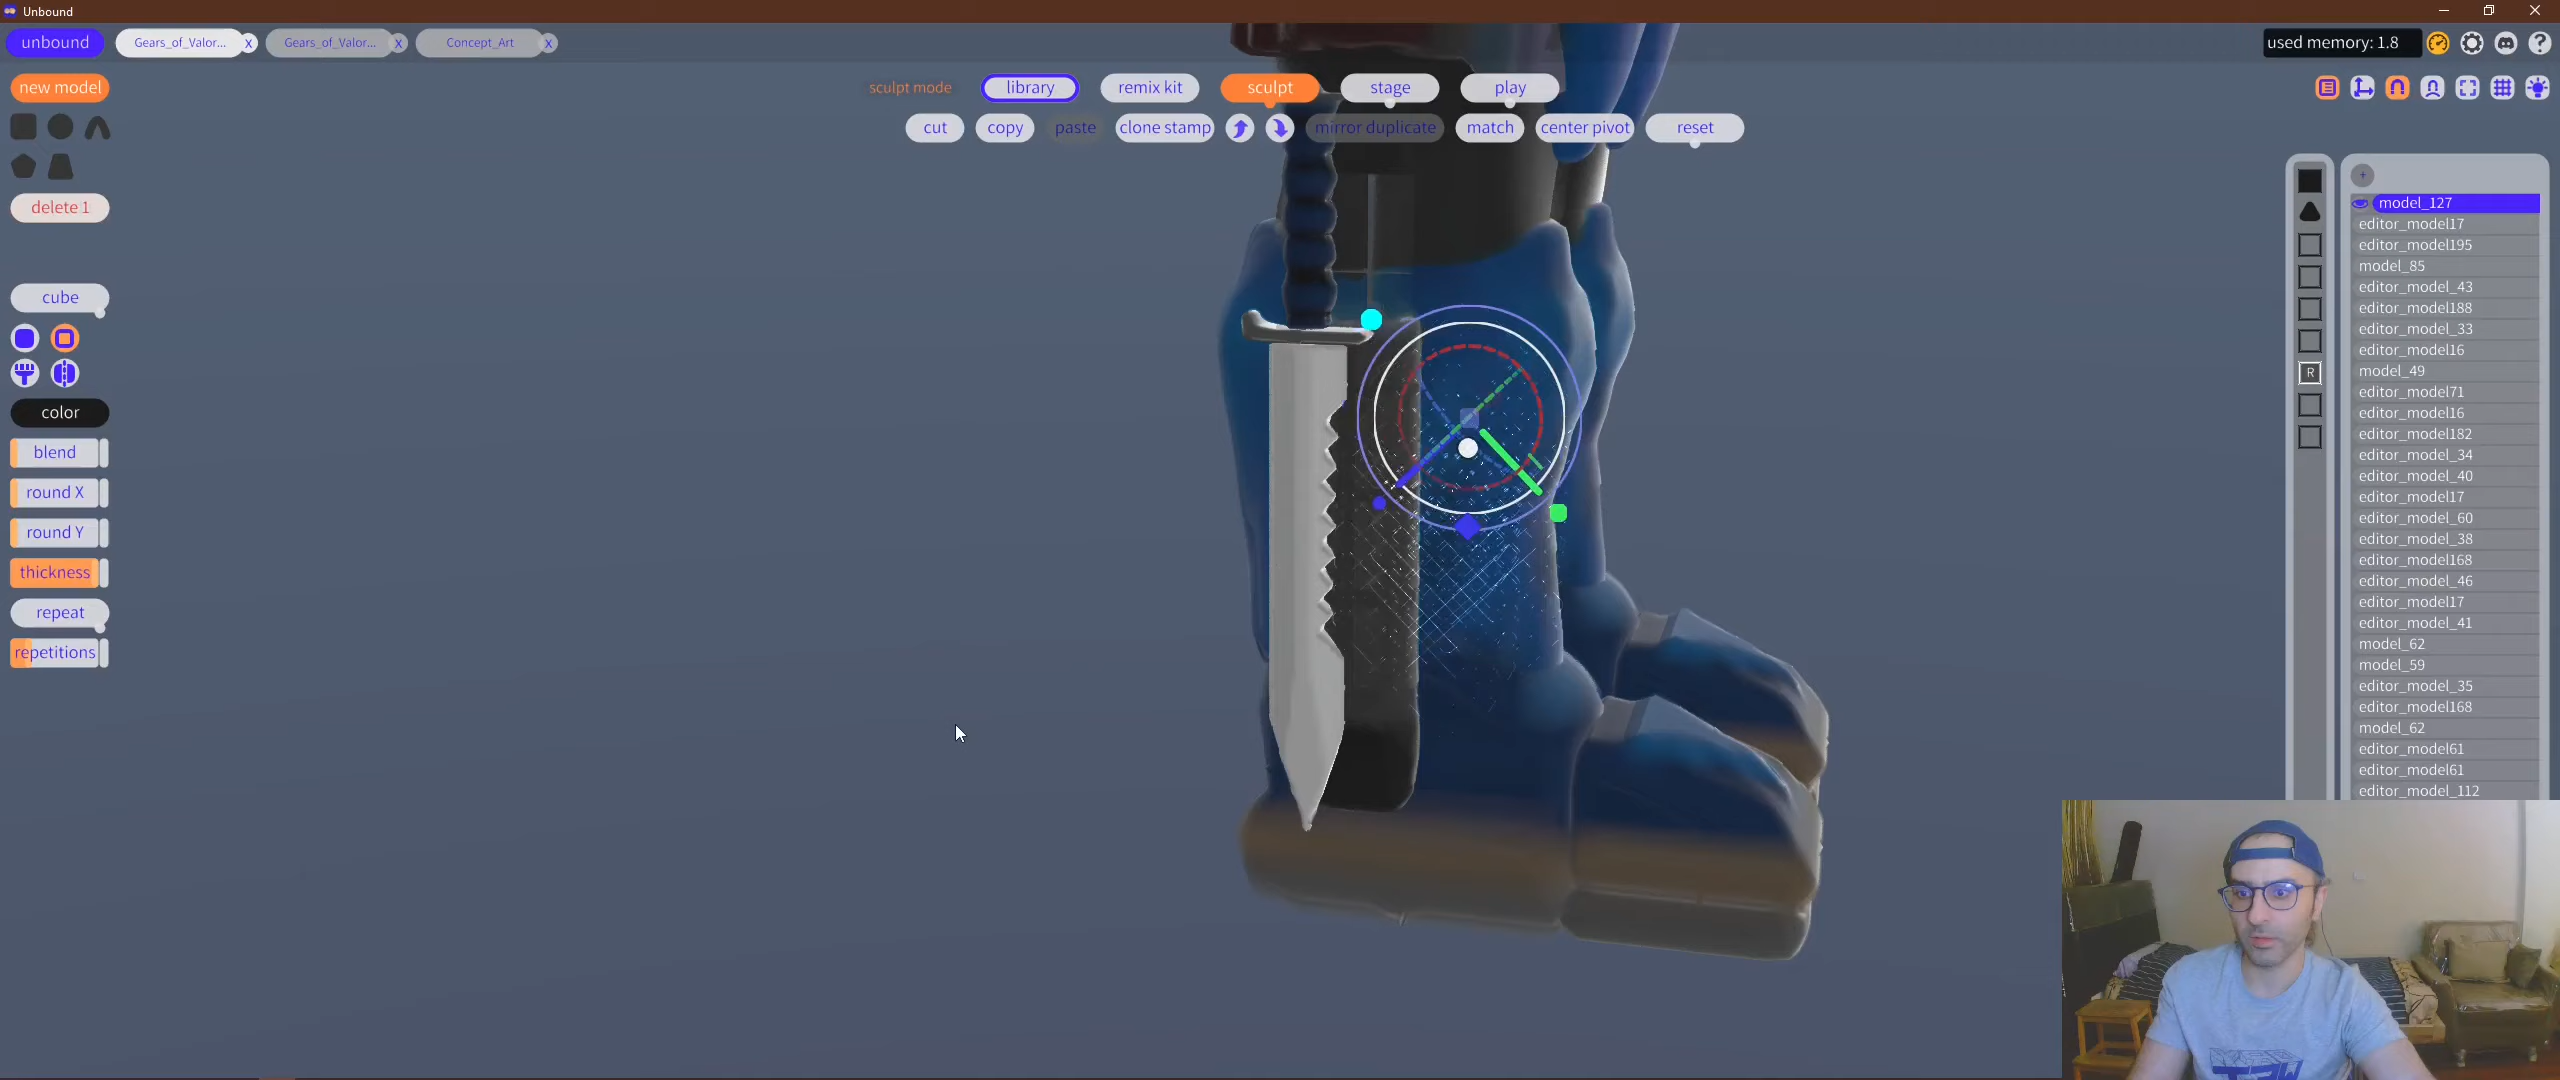 Unbound
unbound
Gears_of_Valor... x
Gears_of_Valor... x
Concept_Art x
used memory: 1.8
?
new model
sculpt mode
library
remix kit
sculpt
stage
play
cut
copy
paste
clone stamp
mirror duplicate
match
center pivot
reset
delete 1
cube
color
blend
round X
round Y
thickness
repeat
repetitions
R
+
model_127
editor_model17
editor_model195
model_85
editor_model_43
editor_model188
editor_model_33
editor_model16
model_49
editor_model71
editor_model16
editor_model182
editor_model_34
editor_model_40
editor_model17
editor_model_60
editor_model_38
editor_model168
editor_model_46
editor_model17
editor_model_41
model_62
model_59
editor_model_35
editor_model168
model_62
editor_model61
editor_model61
editor_model_112